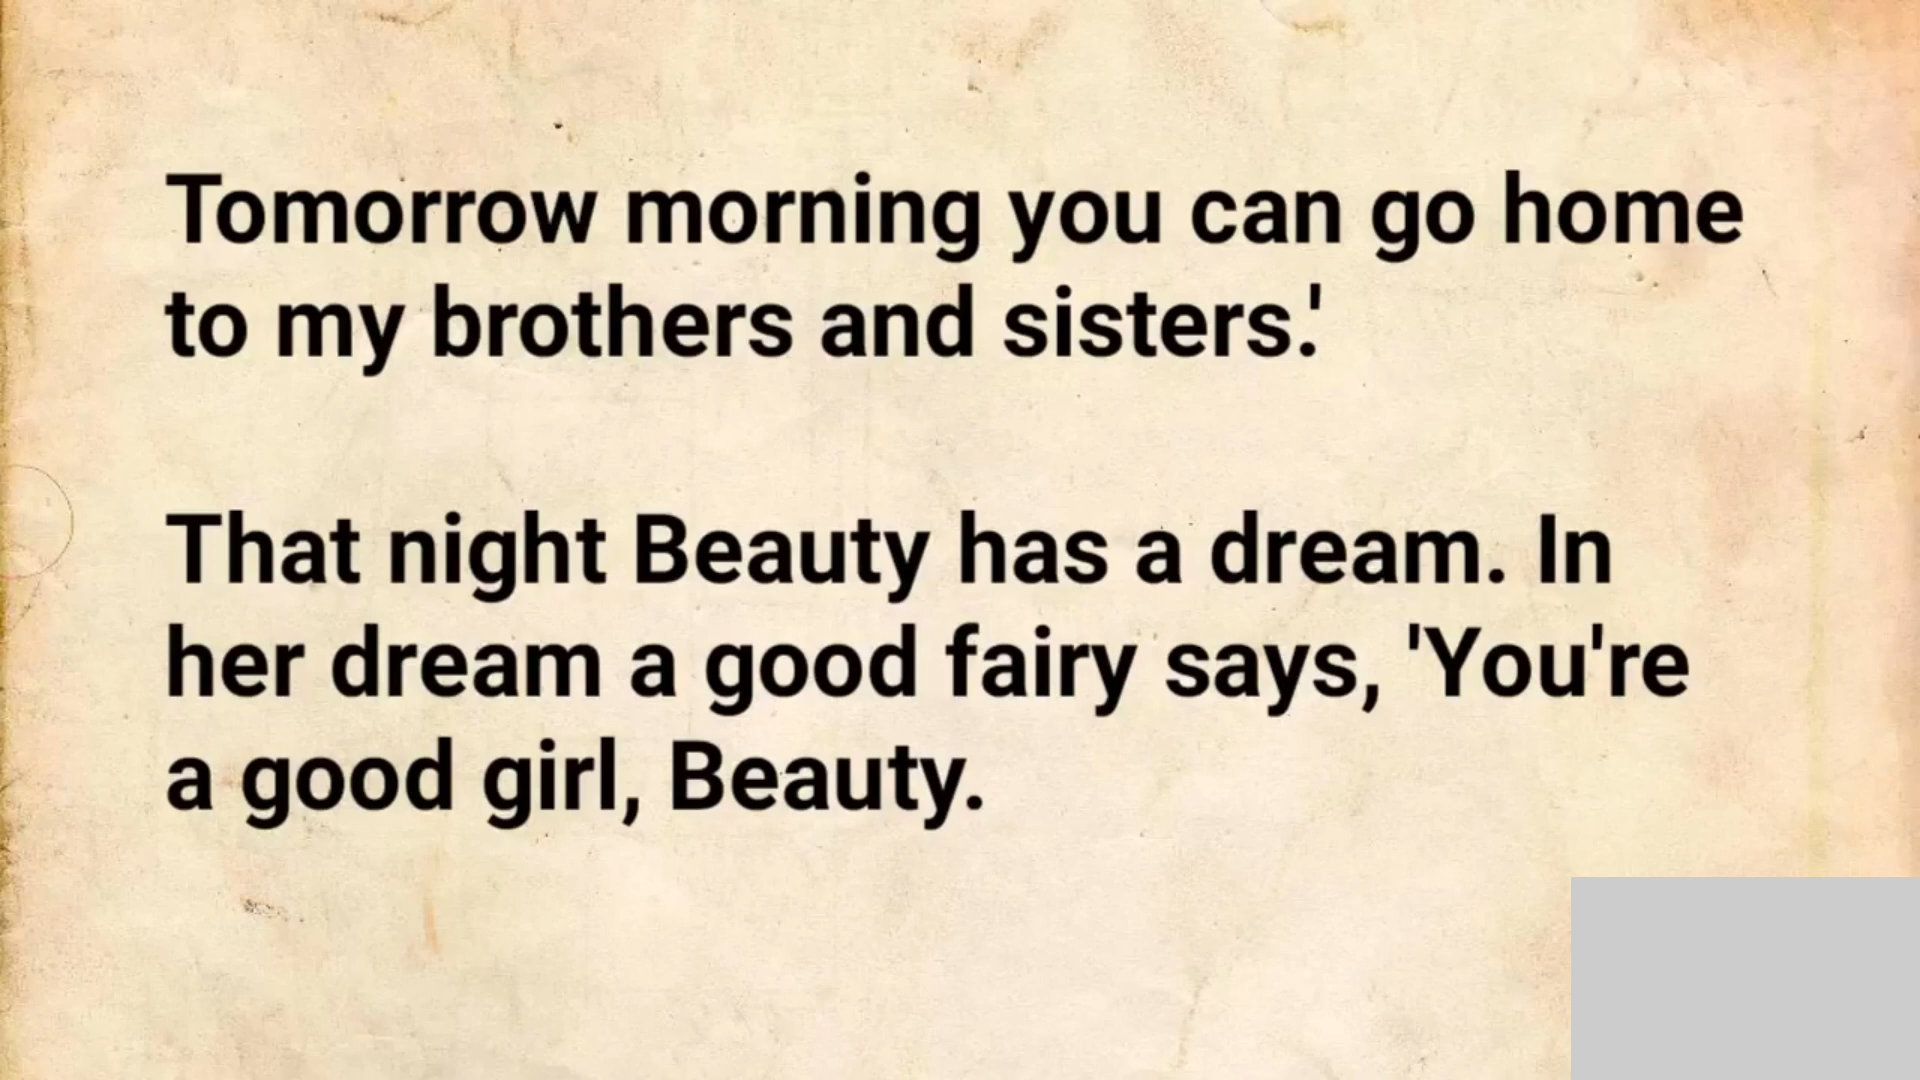 Tomorrow morning you can go home
to my brothers and sisters.'
That night Beauty has a dream. In
her dream a good fairy says, 'You're
a good girl, Beauty.